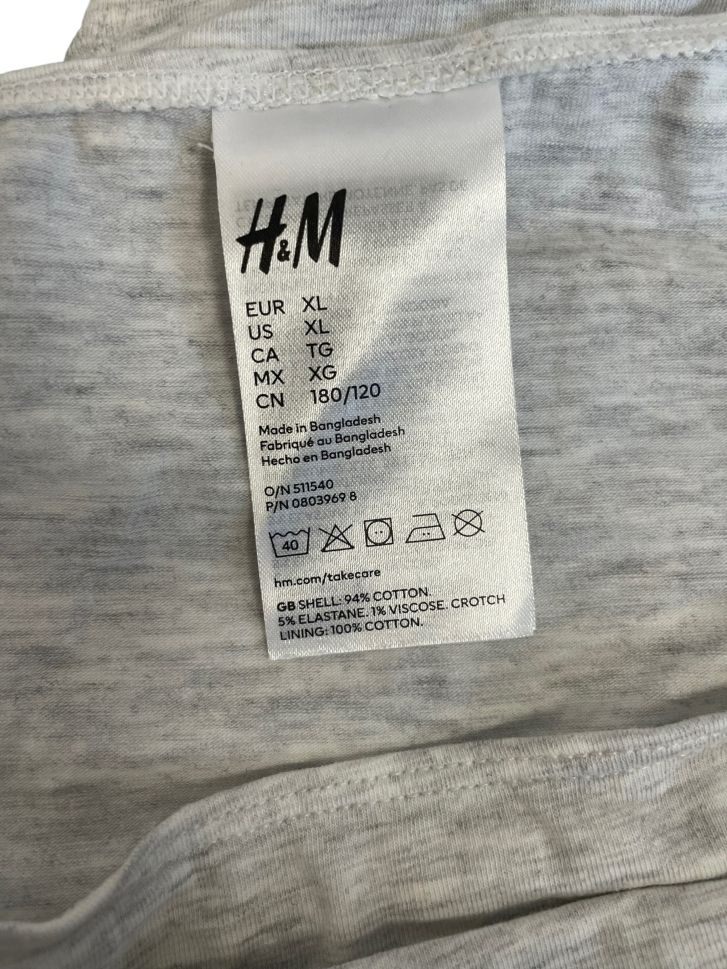 H&M
EUR XL
US XL
CA TG
MX XG
CN 180/120
Made in Bangladesh
Fabriqué au Bangladesh
Hecho en Bangladesh
O/N 511540
P/N 0803969 8
40
hm.com/takecare
GB SHELL: 94% COTTON.
5% ELASTANE. 1% VISCOSE. CROTCH
LINING: 100% COTTON.